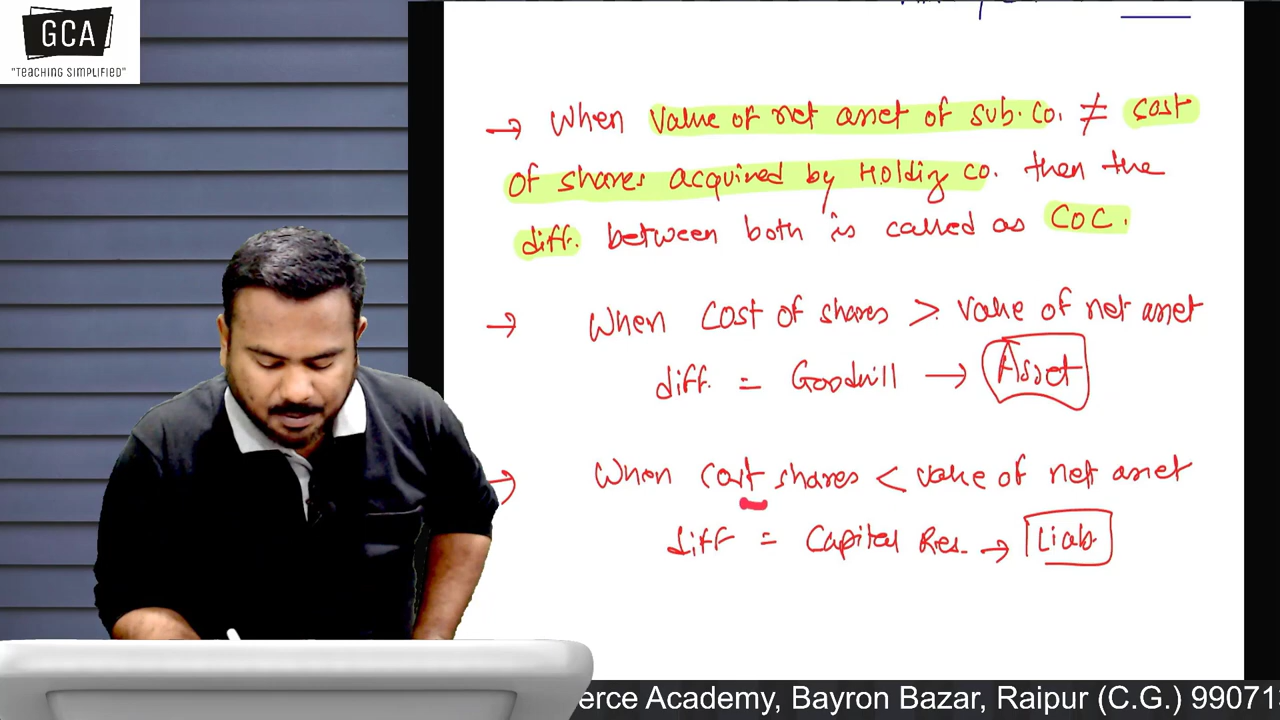 GCA
"TEACHING SIMPLIFIED"
→ When value of net asset of sub. co. ≠ cost
of shares acquired by Holding co. then the
diff. between both is called as COC.
→ When cost of shares > value of net asset
diff. = Goodwill → Asset
→ When cost shares < value of net asset
diff = Capital Res. → Liab
erce Academy, Bayron Bazar, Raipur (C.G.) 99071